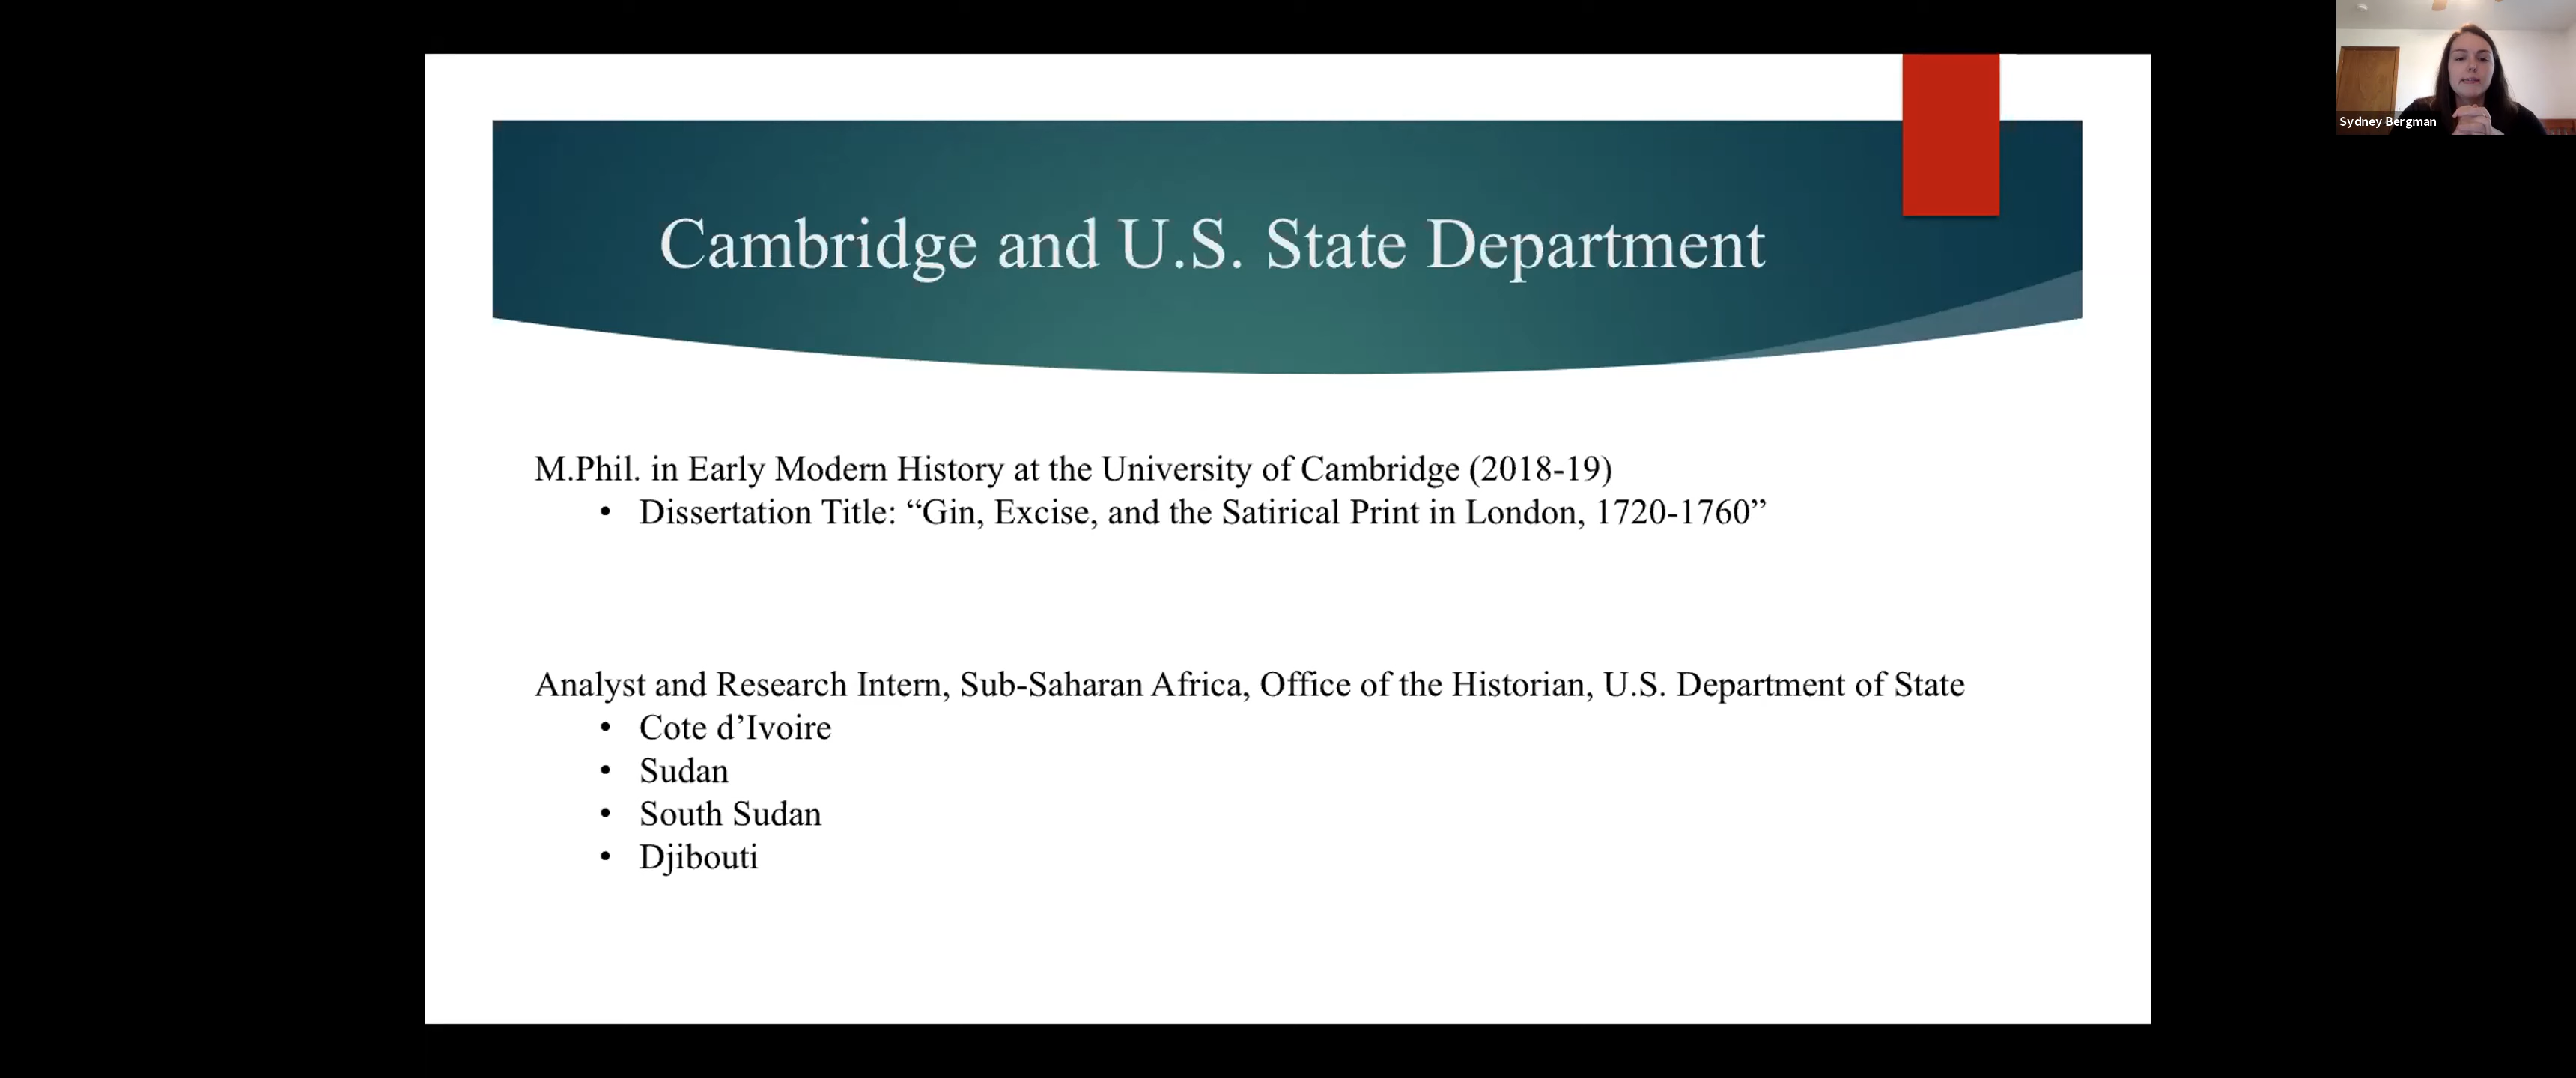 Cambridge and U.S. State Department
Sydney Bergman
M.Phil. in Early Modern History at the University of Cambridge (2018-19)
• Dissertation Title: “Gin, Excise, and the Satirical Print in London, 1720-1760”
Analyst and Research Intern, Sub-Saharan Africa, Office of the Historian, U.S. Department of State
• Cote d’Ivoire
• Sudan
• South Sudan
• Djibouti